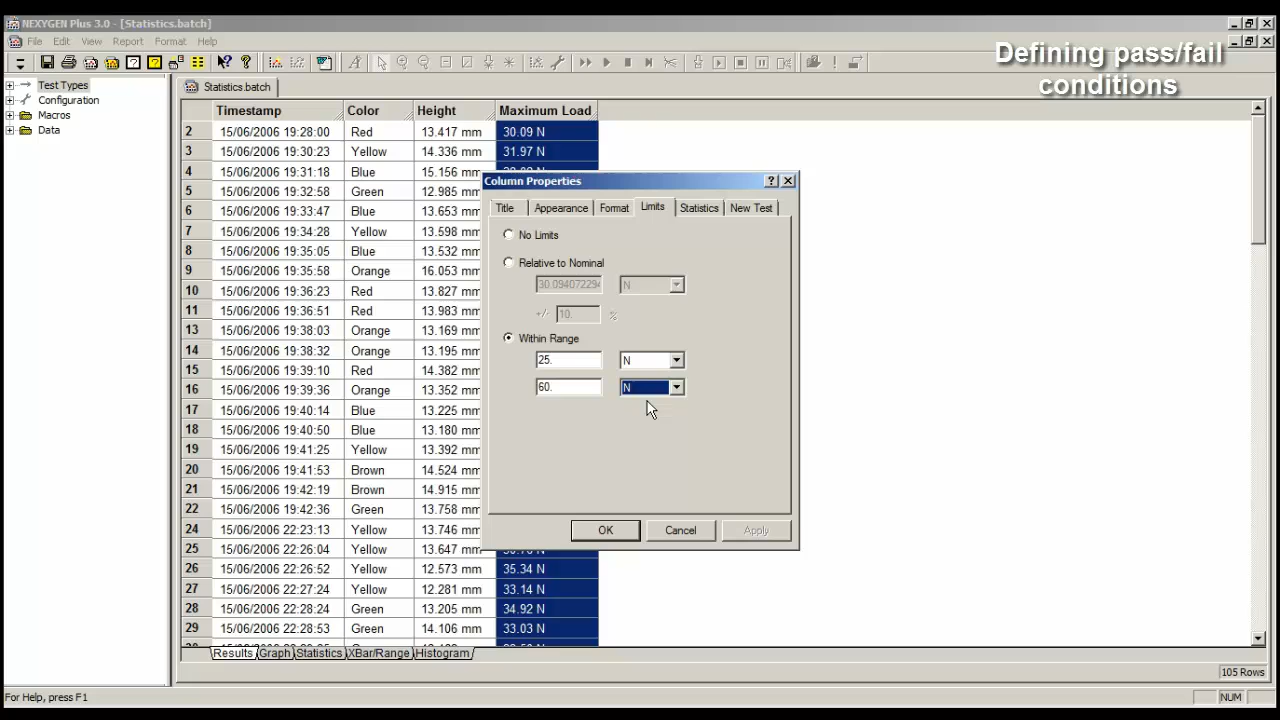 NEXYGEN Plus 3.0 - [Statistics.batch]
File Edit View Report Format Help
Defining pass/fail
conditions
Test Types
Configuration
Macros
Data
Statistics.batch
Timestamp Color Height Maximum Load
2 15/06/2006 19:28:00 Red 13.417 mm 30.09 N
3 15/06/2006 19:30:23 Yellow 14.336 mm 31.97 N
4 15/06/2006 19:31:18 Blue 15.156 mm
5 15/06/2006 19:32:58 Green 12.985 mm
6 15/06/2006 19:33:47 Blue 13.653 mm
7 15/06/2006 19:34:28 Yellow 13.598 mm
8 15/06/2006 19:35:05 Blue 13.532 mm
9 15/06/2006 19:35:58 Orange 16.053 mm
10 15/06/2006 19:36:23 Red 13.827 mm
11 15/06/2006 19:36:51 Red 13.983 mm
13 15/06/2006 19:38:03 Orange 13.169 mm
14 15/06/2006 19:38:32 Orange 13.195 mm
15 15/06/2006 19:39:10 Red 14.382 mm
16 15/06/2006 19:39:36 Orange 13.352 mm
17 15/06/2006 19:40:14 Blue 13.225 mm
18 15/06/2006 19:40:50 Blue 13.180 mm
19 15/06/2006 19:41:25 Yellow 13.392 mm
20 15/06/2006 19:41:53 Brown 14.524 mm
21 15/06/2006 19:42:19 Brown 14.915 mm
22 15/06/2006 19:42:36 Green 13.758 mm
24 15/06/2006 22:23:13 Yellow 13.746 mm
25 15/06/2006 22:26:04 Yellow 13.647 mm
26 15/06/2006 22:26:52 Yellow 12.573 mm 35.34 N
27 15/06/2006 22:27:24 Yellow 12.281 mm 33.14 N
28 15/06/2006 22:28:24 Green 13.205 mm 34.92 N
29 15/06/2006 22:28:53 Green 14.106 mm 33.03 N
Column Properties
Title Appearance Format Limits Statistics New Test
No Limits
Relative to Nominal
30.094072294 N
+/- 10. %
Within Range
25. N
60. N
OK Cancel Apply
Results Graph Statistics XBar/Range Histogram
105 Rows
For Help, press F1
NUM